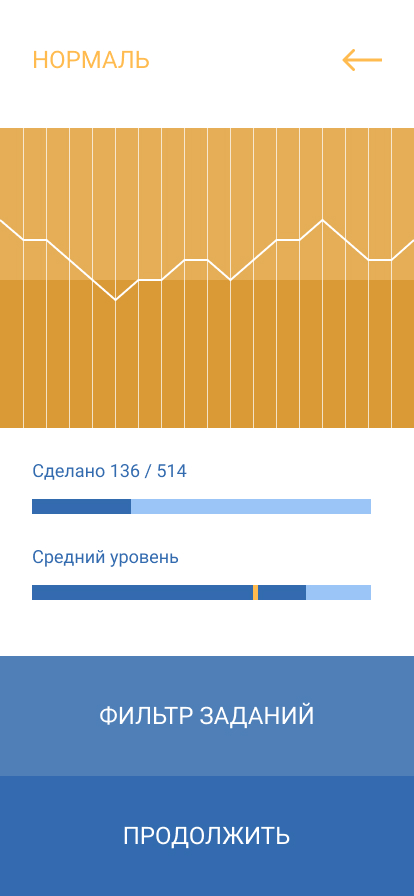 НОРМАЛЬ
Сделано 136 / 514
Средний уровень
ФИЛЬТР ЗАДАНИЙ
ПРОДОЛЖИТЬ